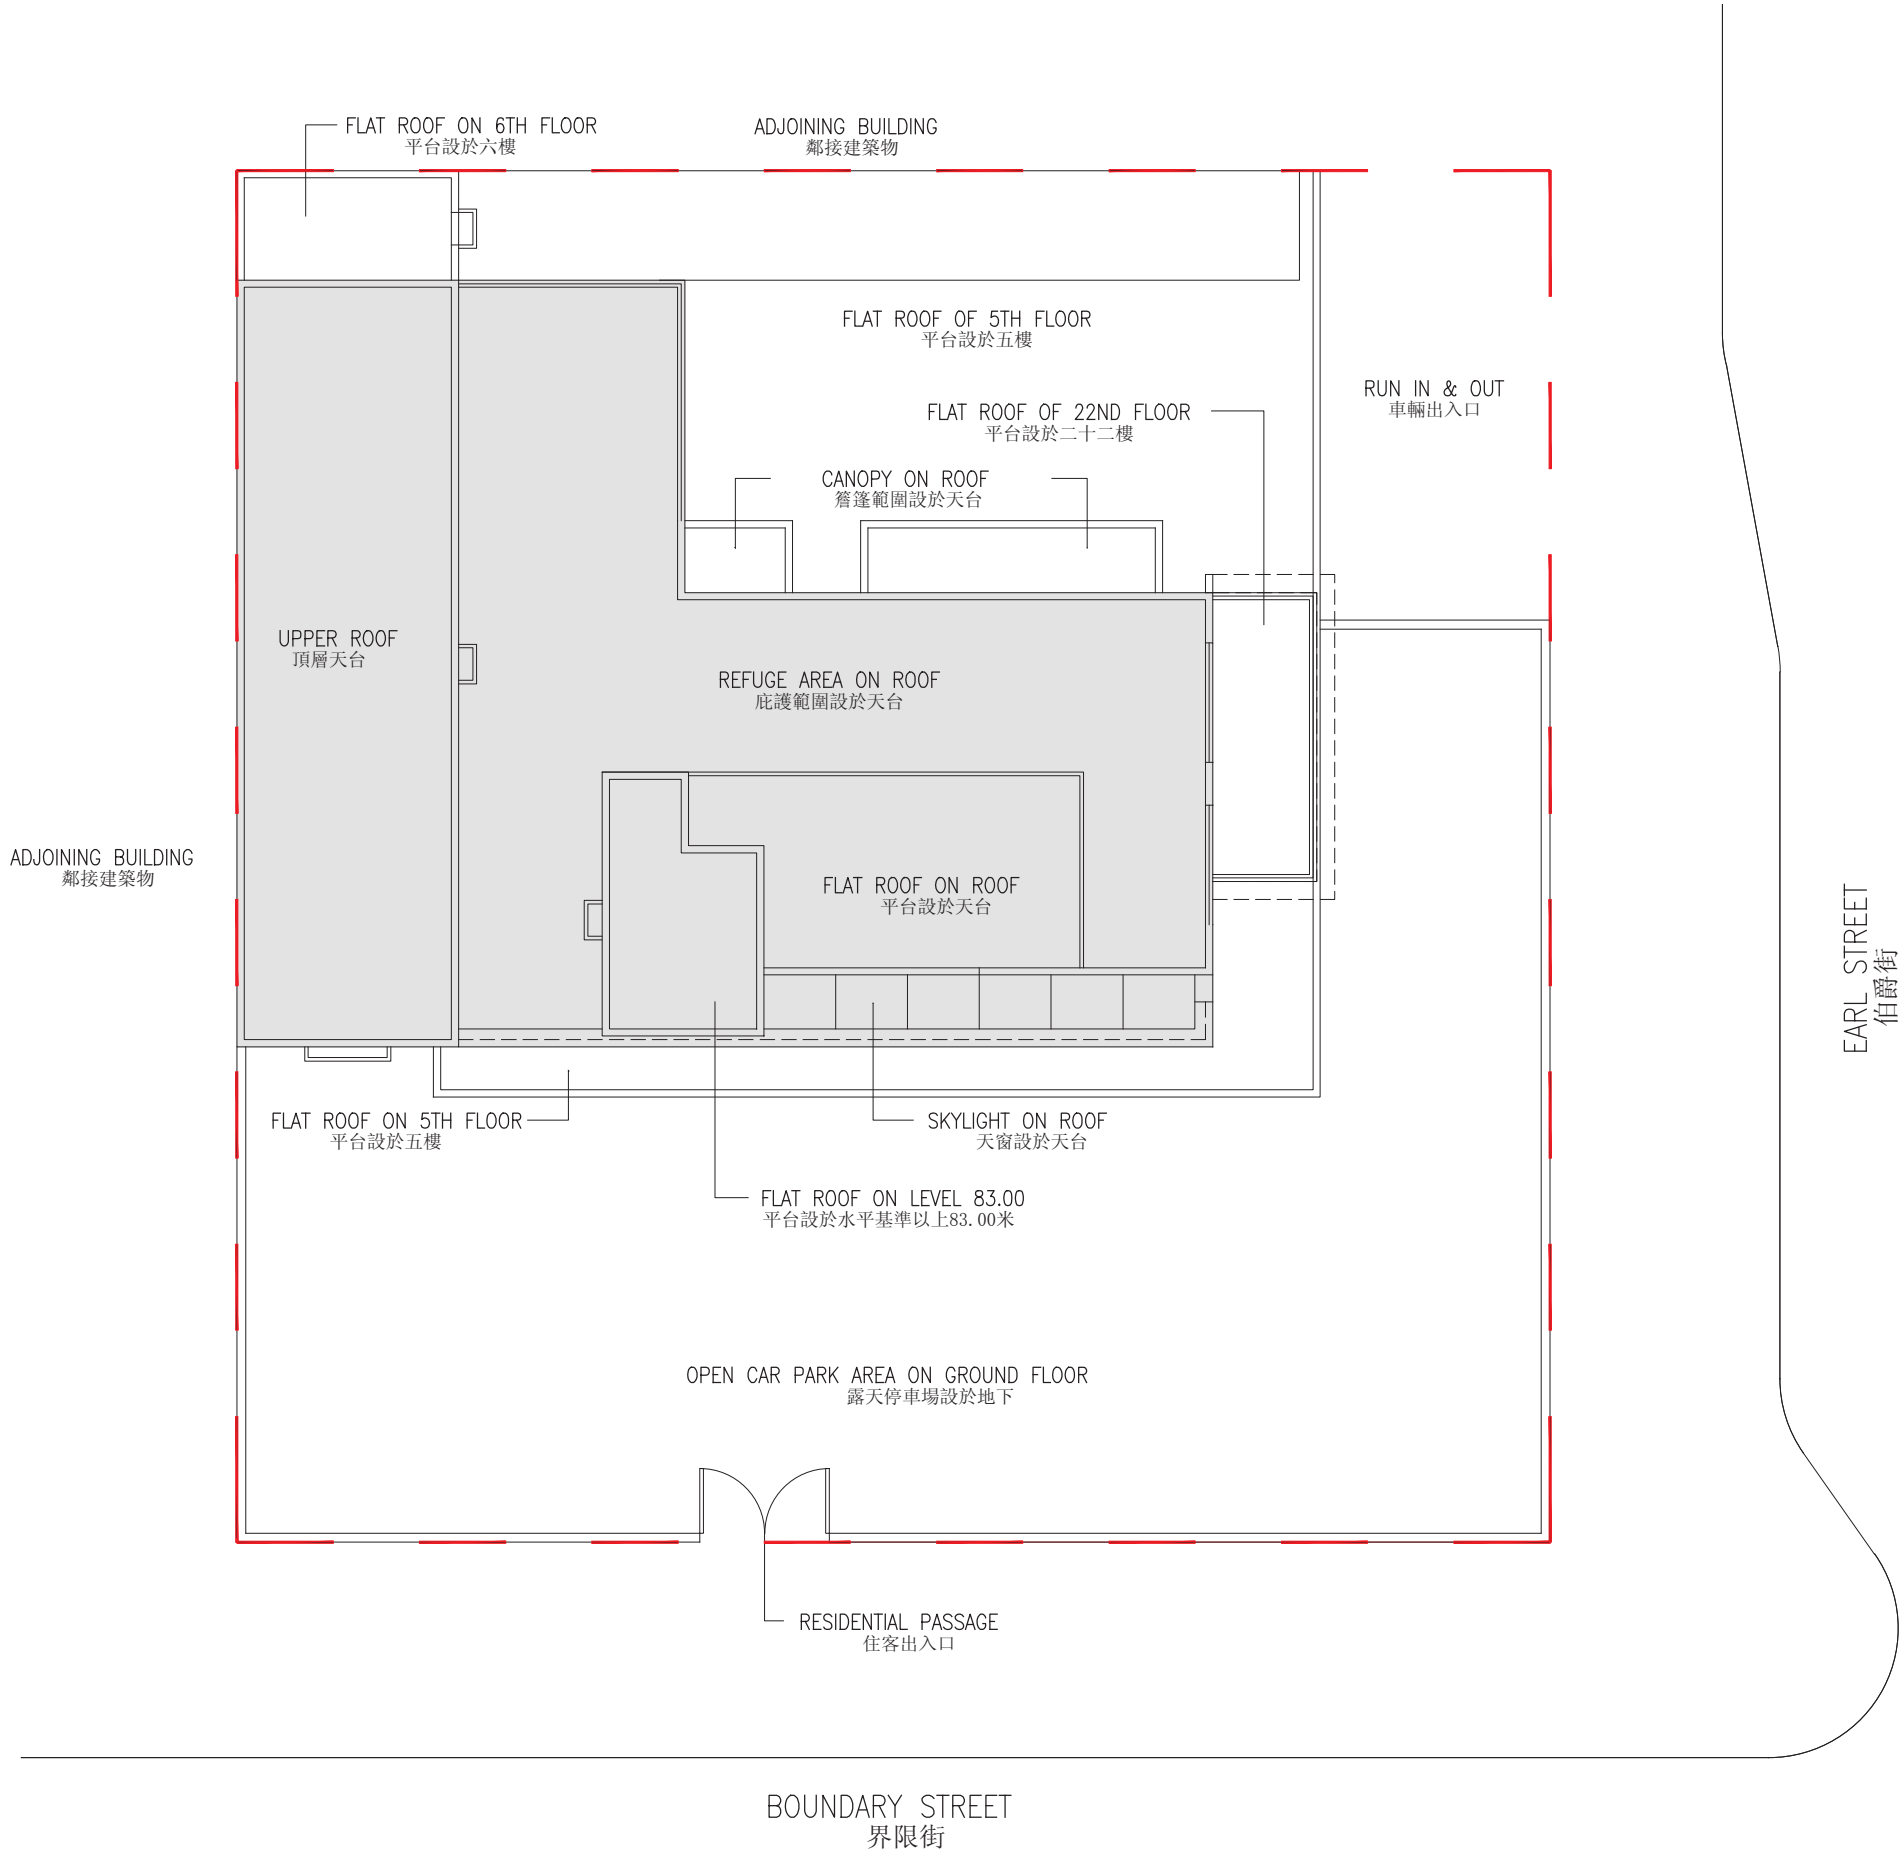 FLAT ROOF ON 6TH FLOOR
平台設於六樓
ADJOINING BUILDING
鄰接建築物
FLAT ROOF OF 5TH FLOOR
平台設於五樓
RUN IN & OUT
車輛出入口
FLAT ROOF OF 22ND FLOOR
平台設於二十二樓
CANOPY ON ROOF
簷篷範圍設於天台
UPPER ROOF
頂層天台
REFUGE AREA ON ROOF
庇護範圍設於天台
ADJOINING BUILDING
鄰接建築物
FLAT ROOF ON ROOF
平台設於天台
EARL STREET
伯爵街
FLAT ROOF ON 5TH FLOOR
平台設於五樓
SKYLIGHT ON ROOF
天窗設於天台
FLAT ROOF ON LEVEL 83.00
平台設於水平基準以上83.00米
OPEN CAR PARK AREA ON GROUND FLOOR
露天停車場設於地下
RESIDENTIAL PASSAGE
住客出入口
BOUNDARY STREET
界限街